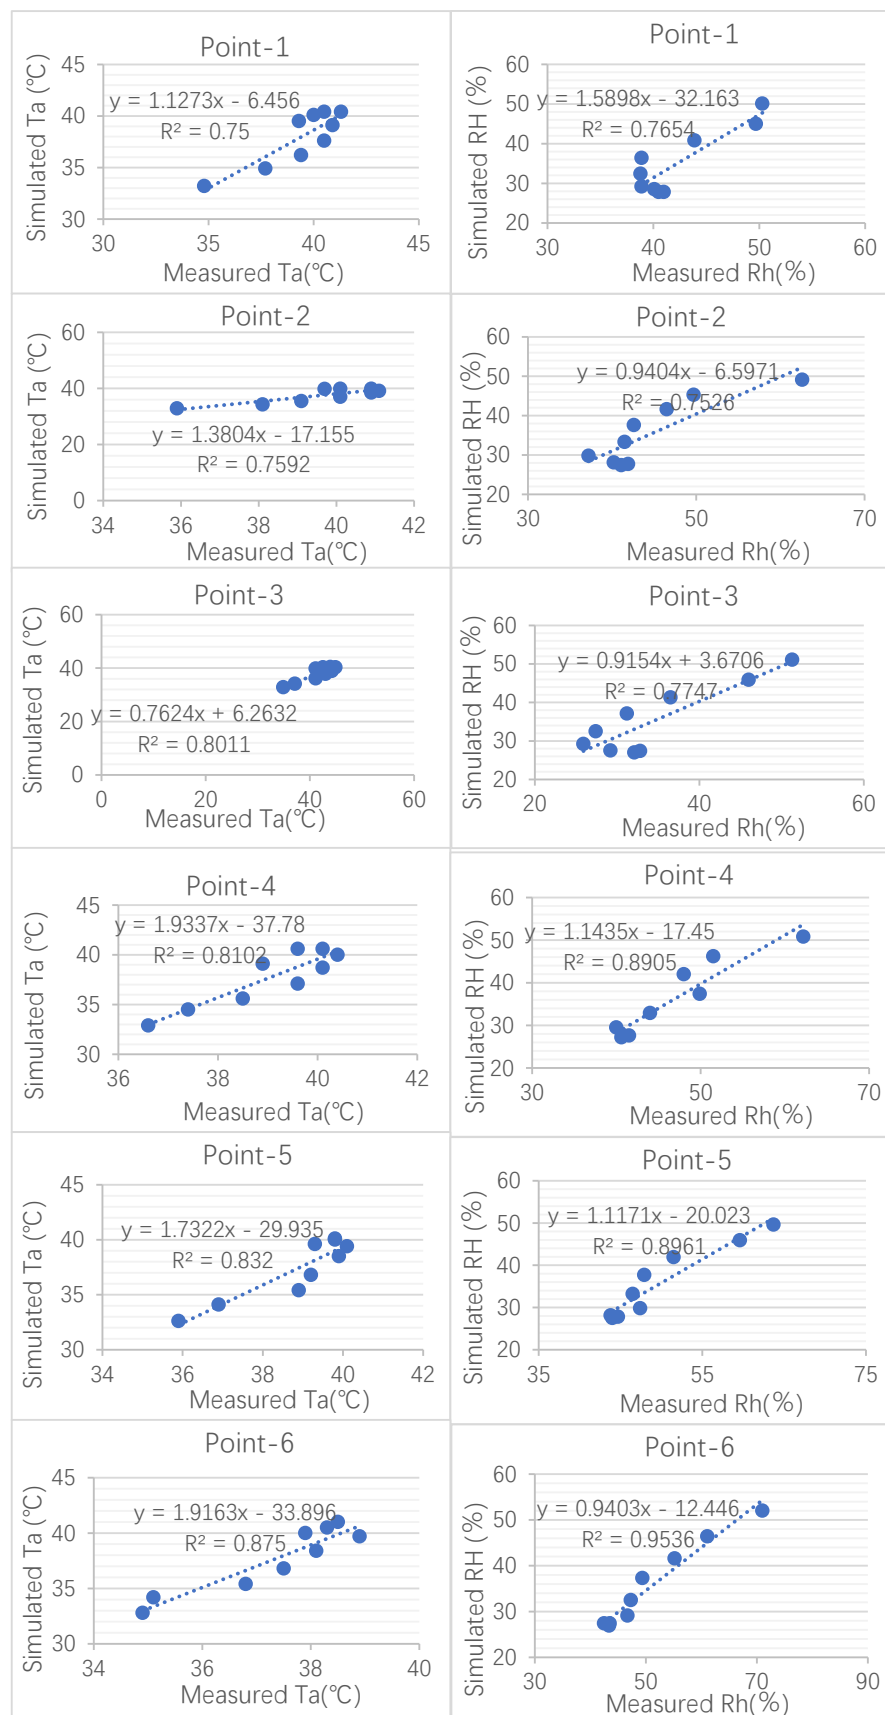 Point-1
Simulated Ta (℃)
45
40
35
30
y = 1.1273x - 6.456
R² = 0.75
30 35 40 45
Measured Ta(℃)
Point-1
Simulated RH (%)
60
50
40
30
20
y = 1.5898x - 32.163
R² = 0.7654
30 40 50 60
Measured Rh(%)
Point-2
Simulated Ta (℃)
60
40
20
0
y = 1.3804x - 17.155
R² = 0.7592
34 36 38 40 42
Measured Ta(℃)
Point-2
Simulated RH (%)
60
50
40
30
20
y = 0.9404x - 6.5971
R² = 0.7526
30 50 70
Measured Rh(%)
Point-3
Simulated Ta (℃)
60
40
20
0
y = 0.7624x + 6.2632
R² = 0.8011
0 20 40 60
Measured Ta(℃)
Point-3
Simulated RH (%)
60
50
40
30
20
y = 0.9154x + 3.6706
R² = 0.7747
20 40 60
Measured Rh(%)
Point-4
Simulated Ta (℃)
45
40
35
30
y = 1.9337x - 37.78
R² = 0.8102
36 38 40 42
Measured Ta(℃)
Point-4
Simulated RH (%)
60
50
40
30
20
y = 1.1435x - 17.45
R² = 0.8905
30 50 70
Measured Rh(%)
Point-5
Simulated Ta (℃)
45
40
35
30
y = 1.7322x - 29.935
R² = 0.832
34 36 38 40 42
Measured Ta(℃)
Point-5
Simulated RH (%)
60
50
40
30
20
y = 1.1171x - 20.023
R² = 0.8961
35 55 75
Measured Rh(%)
Point-6
Simulated Ta (℃)
45
40
35
30
y = 1.9163x - 33.896
R² = 0.875
34 36 38 40
Measured Ta(℃)
Point-6
Simulated RH (%)
60
50
40
30
20
y = 0.9403x - 12.446
R² = 0.9536
30 50 70 90
Measured Rh(%)